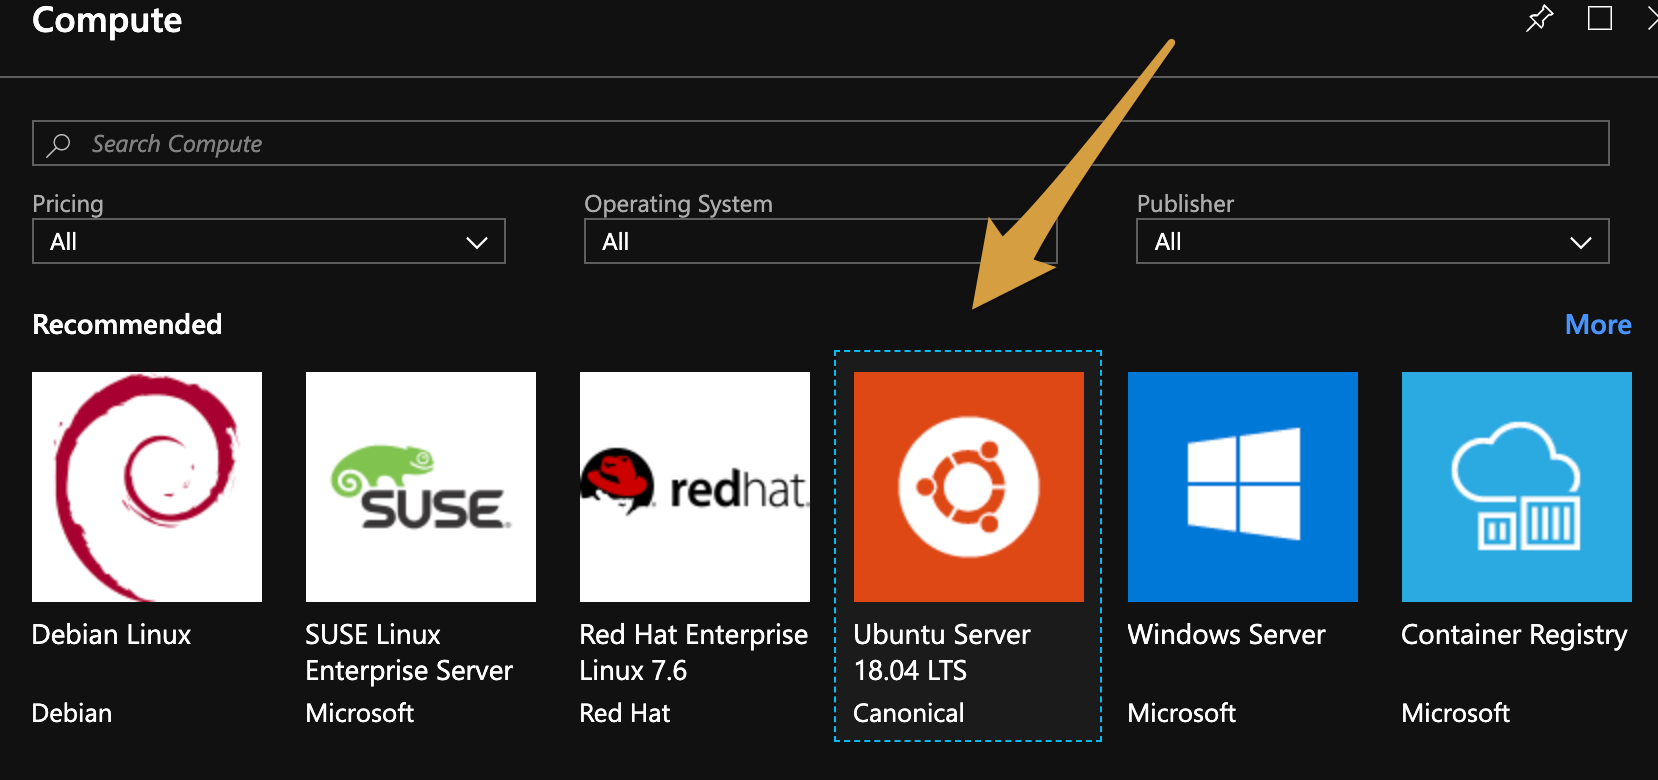 Compute
Search Compute
Pricing
Operating System
Publisher
All
All
All
Recommended
More
SUSE
redhat.
Debian Linux
SUSE Linux
Enterprise Server
Red Hat Enterprise
Linux 7.6
Ubuntu Server
18.04 LTS
Windows Server
Container Registry
Debian
Microsoft
Red Hat
Canonical
Microsoft
Microsoft